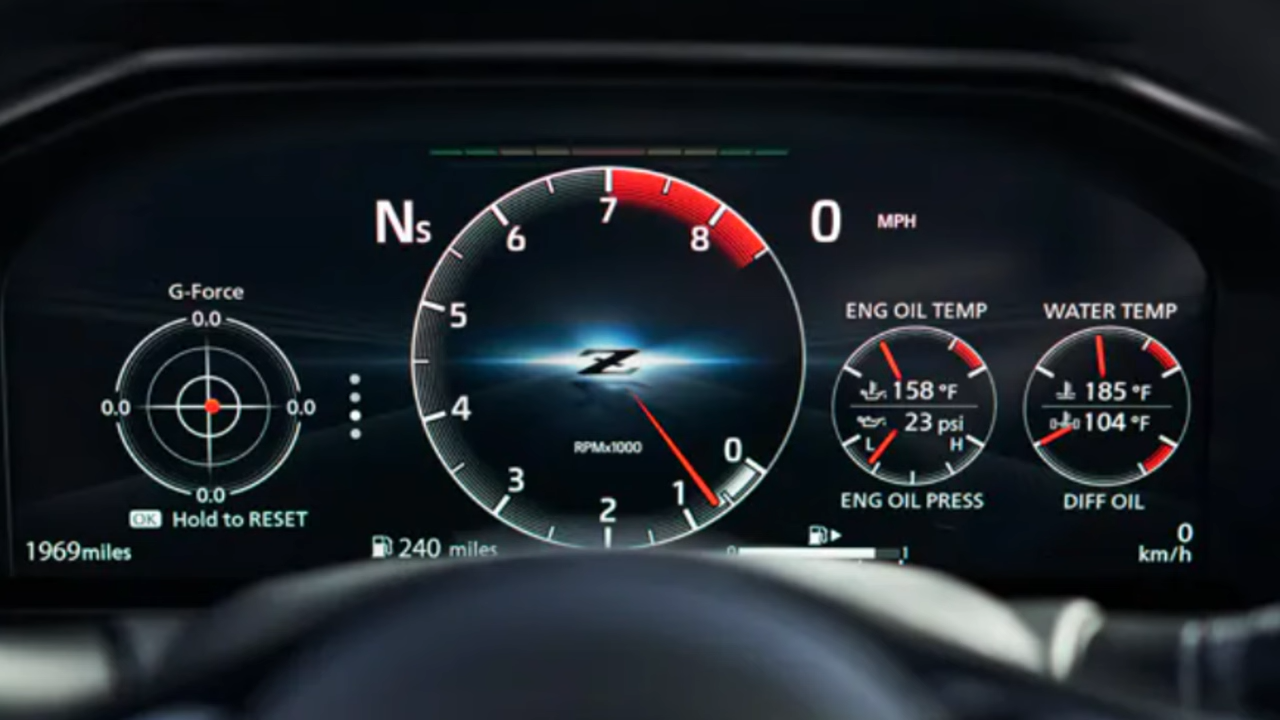 Ns
0 MPH
7
6
8
5
4
3
2
1
0
RPMx1000
Z
G-Force
0.0
0.0
0.0
0.0
OK Hold to RESET
1969miles
240 miles
ENG OIL TEMP
158 °F
23 psi
L H
ENG OIL PRESS
WATER TEMP
185 °F
104 °F
DIFF OIL
0 1
0
km/h